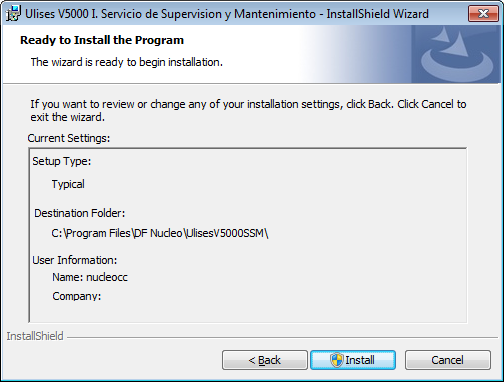 Ulises V5000 I. Servicio de Supervision y Mantenimiento - InstallShield Wizard
Ready to Install the Program
The wizard is ready to begin installation.
If you want to review or change any of your installation settings, click Back. Click Cancel to
exit the wizard.
Current Settings:
Setup Type:
Typical
Destination Folder:
C:\Program Files\DF Nucleo\UlisesV5000SSM\
User Information:
Name: nucleocc
Company:
InstallShield
< Back
Install
Cancel